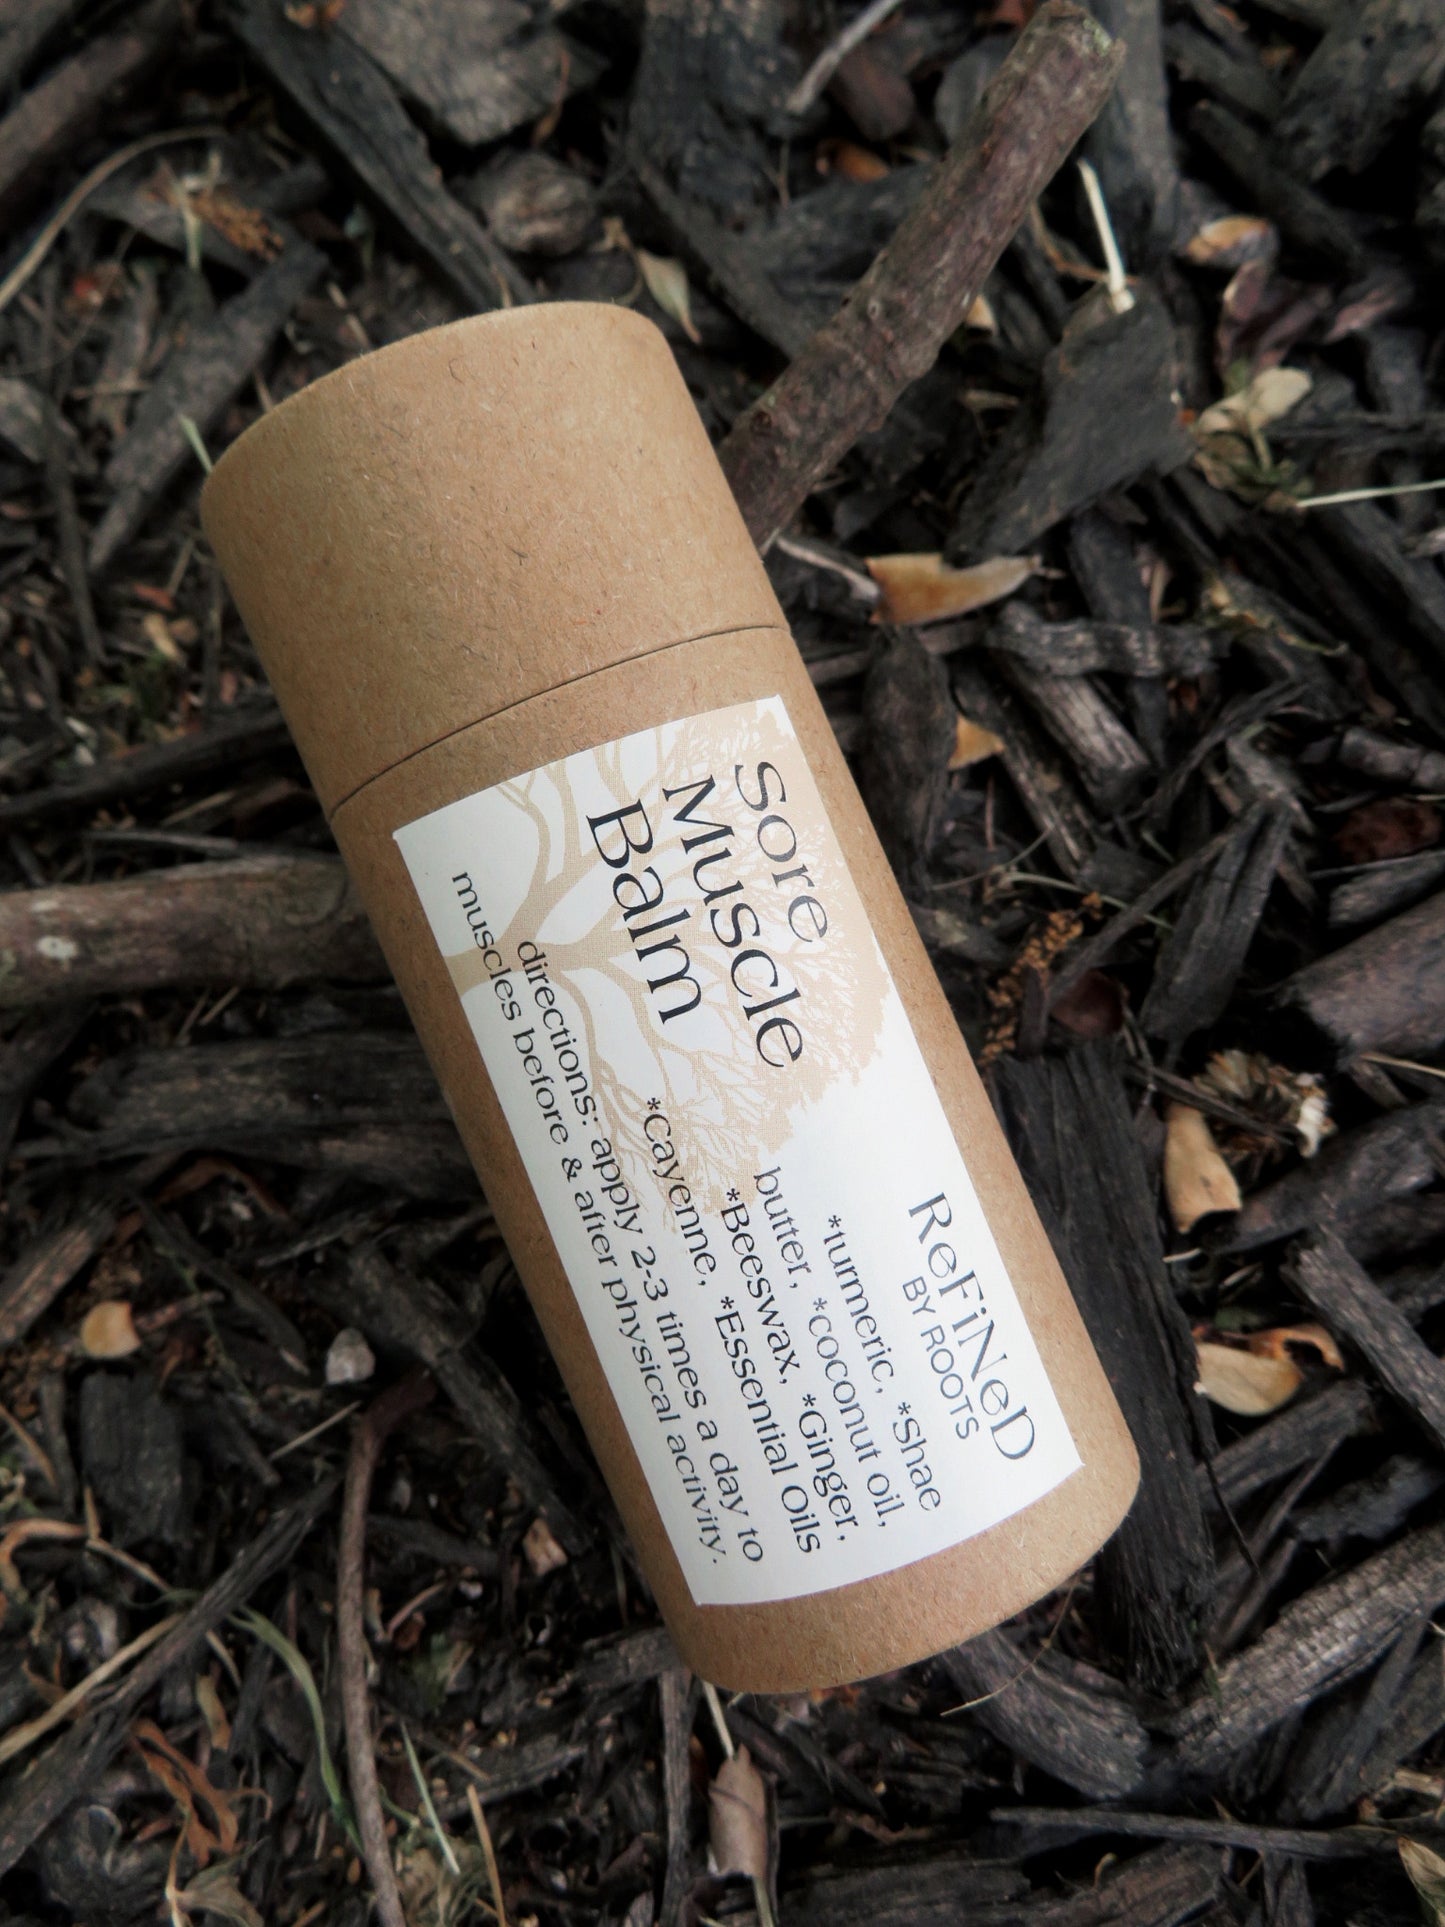 Sore
Muscle
Balm
ReFiNeD
BY ROOTS
*turmeric, *Shae
butter, *coconut oil,
*Beeswax, *Ginger,
*Cayenne, *Essential Oils
directions: apply 2-3 times a day to
muscles before & after physical activity.